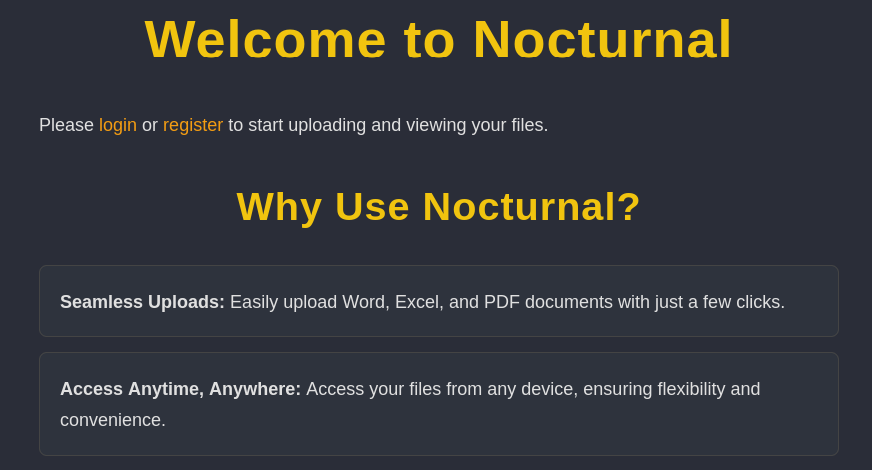 Welcome to Nocturnal
Please login or register to start uploading and viewing your files.
Why Use Nocturnal?
Seamless Uploads: Easily upload Word, Excel, and PDF documents with just a few clicks.
Access Anytime, Anywhere: Access your files from any device, ensuring flexibility and
convenience.